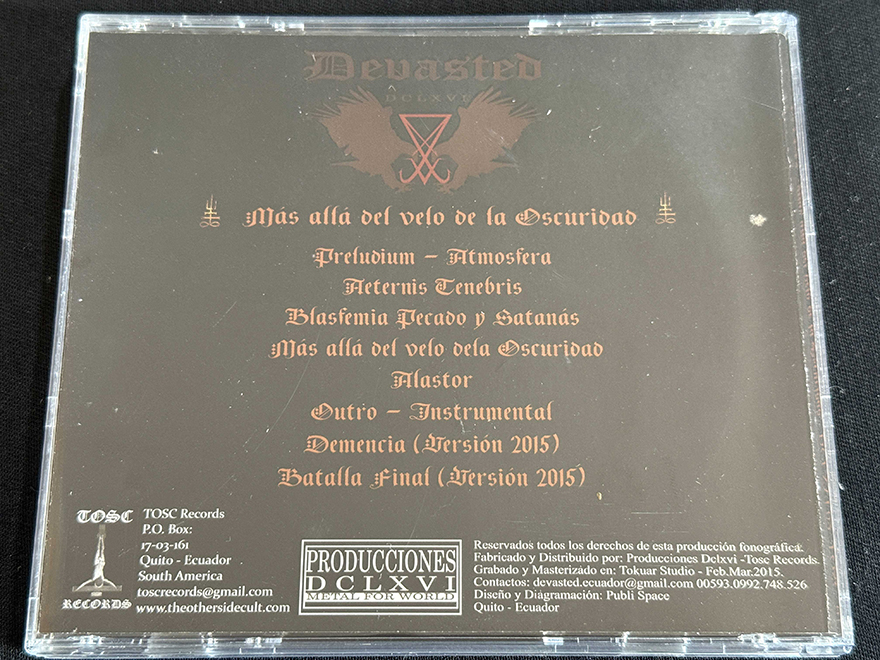 Devasted
DCLXVI
Más allá del velo de la Oscuridad
Preludium – Atmosfera
Aeternis Tenebris
Blasfemia Pecado y Satanás
Más allá del velo dela Oscuridad
Alastor
Outro – Instrumental
Demencia (Versión 2015)
Batalla Final (Versión 2015)
TOSC
RECORDS
TOSC Records
P.O. Box:
17-03-161
Quito - Ecuador
South America
toscrecords@gmail.com
www.theothersidecult.com
PRODUCCIONES
DCLXVI
METAL FOR WORLD
Reservados todos los derechos de esta producción fonográfica.
Fabricado y Distribuido por: Producciones Dclxvi -Tosc Records.
Grabado y Masterizado en: Tokuar Studio - Feb.Mar.2015.
Contactos: devasted.ecuador@gmail.com 00593.0992.748.526
Diseño y Diagramación: Publi Space
Quito - Ecuador